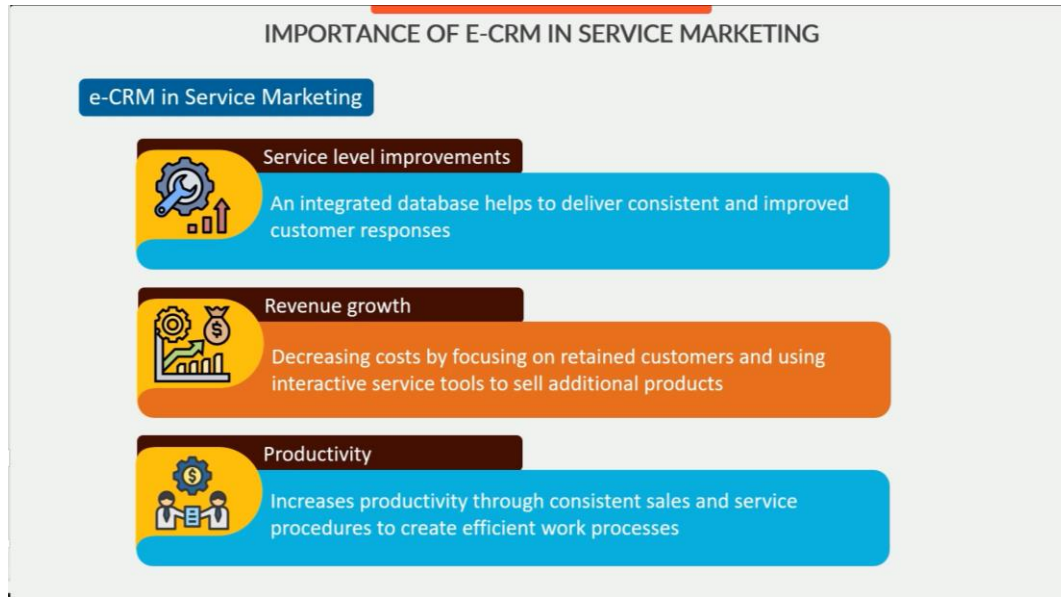 IMPORTANCE OF E-CRM IN SERVICE MARKETING
e-CRM in Service Marketing
Service level improvements
An integrated database helps to deliver consistent and improved
customer responses
Revenue growth
$
Decreasing costs by focusing on retained customers and using
interactive service tools to sell additional products
Productivity
$
Increases productivity through consistent sales and service
procedures to create efficient work processes